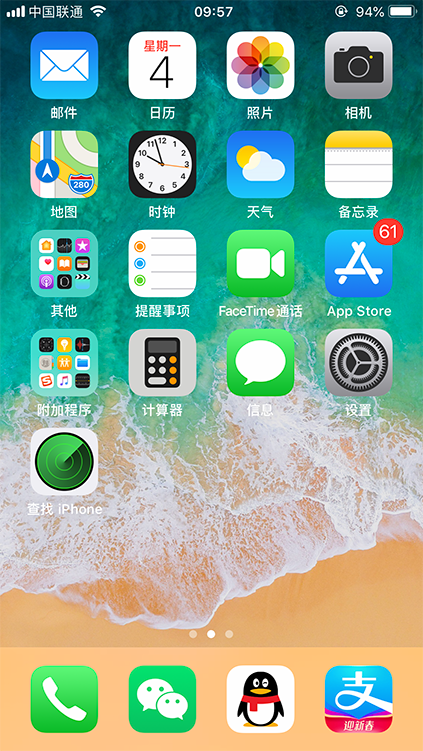 中国联通 09:57 94%
星期一
4
邮件 日历 照片 相机
280
地图 时钟 天气 备忘录
61
其他 提醒事项 FaceTime通话 App Store
附加程序 计算器 信息 设置
查找 iPhone
支
迎新春